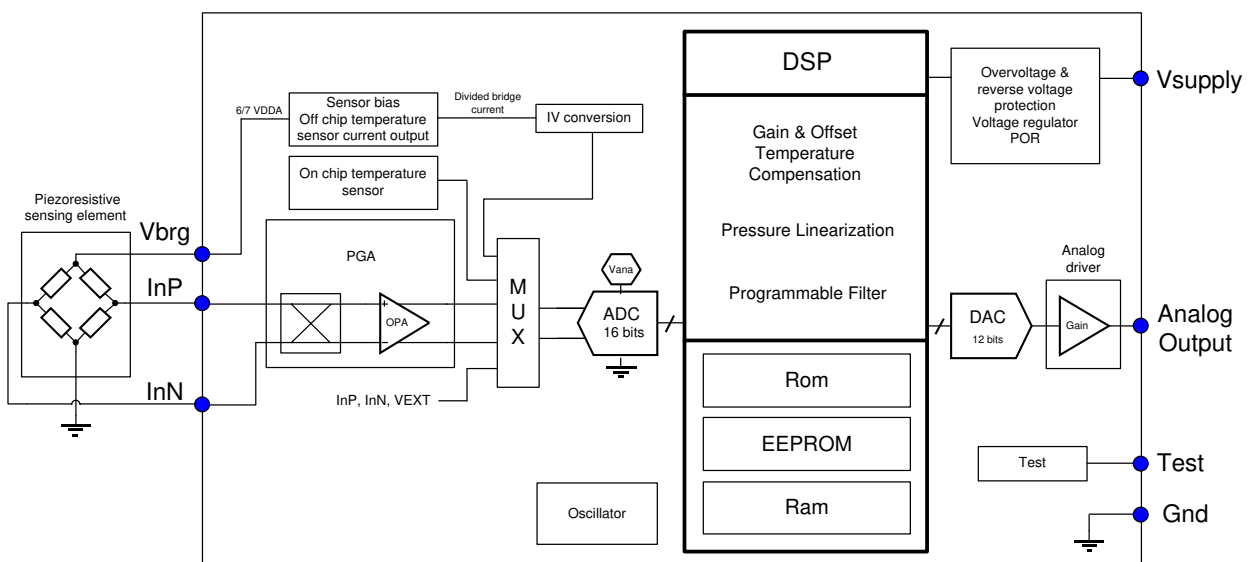 Piezoresistive
sensing element
Vbrg
InP
InN
6/7 VDDA
Sensor bias
Off chip temperature
sensor current output
Divided bridge
current
IV conversion
On chip temperature
sensor
PGA
OPA
+
−
InP, InN, VEXT
M
U
X
Vana
ADC
16 bits
Oscillator
DSP
Gain & Offset
Temperature
Compensation
Pressure Linearization
Programmable Filter
Rom
EEPROM
Ram
Overvoltage &
reverse voltage
protection
Voltage regulator
POR
Vsupply
DAC
12 bits
Analog
driver
Gain
Analog
Output
Test
Test
Gnd